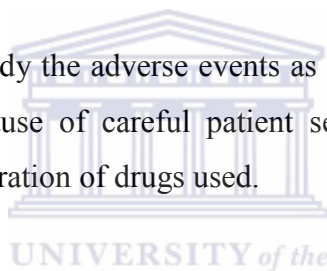 dy the adverse events as
use of careful patient se
ration of drugs used.
UNIVERSITY of the